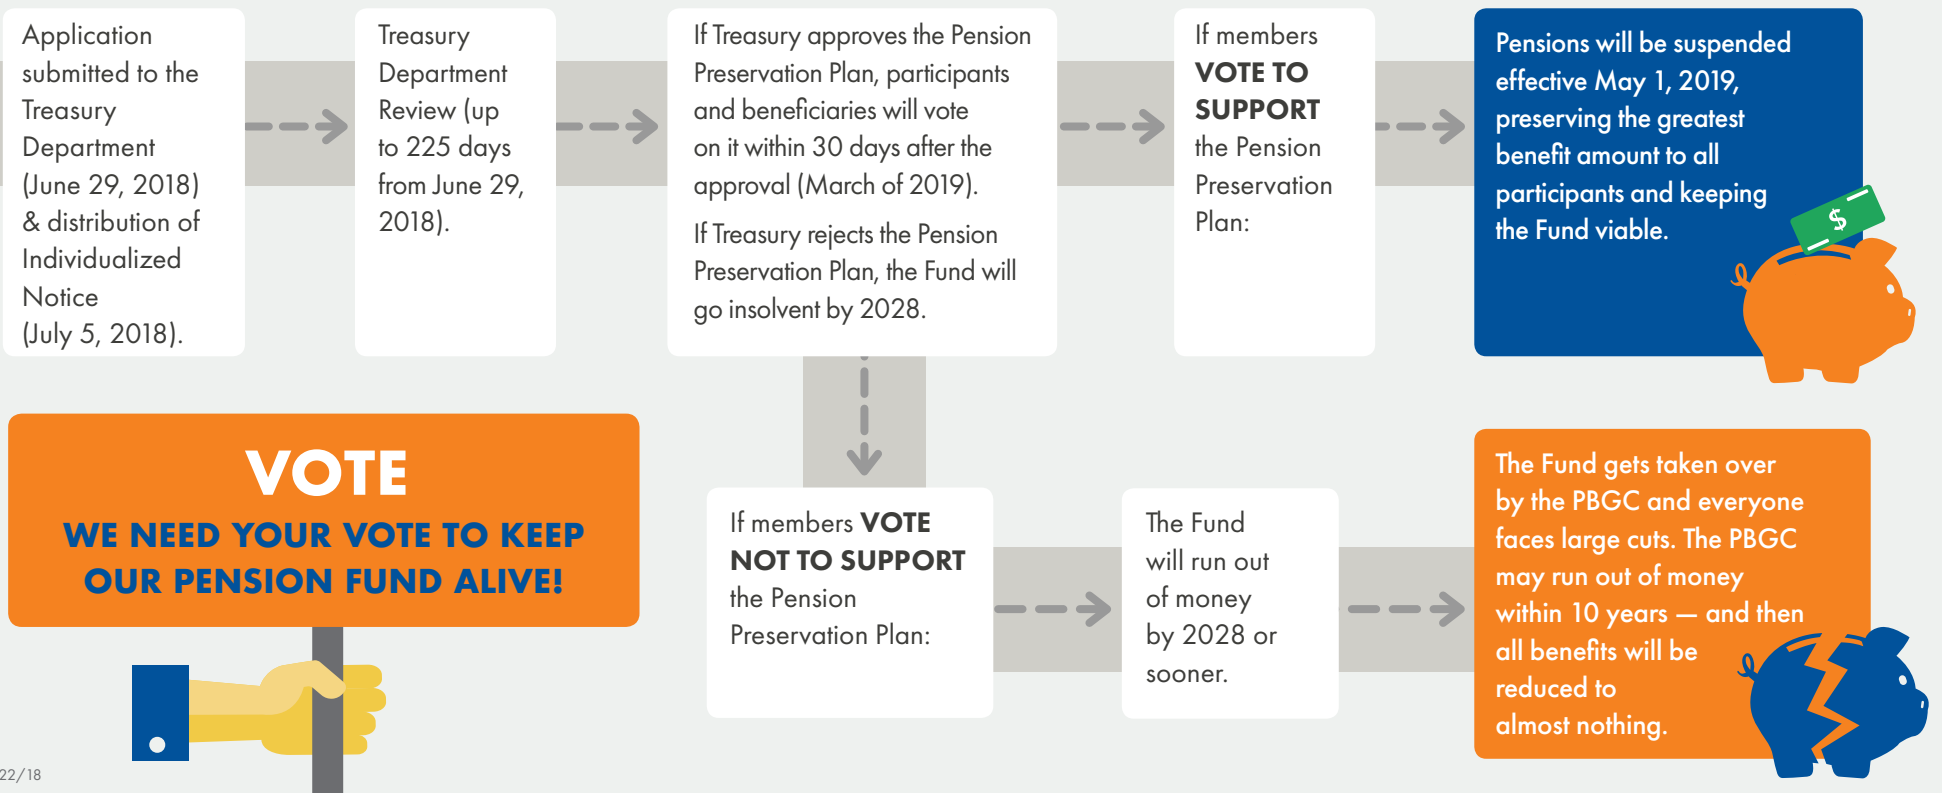 Application
submitted to the
Treasury
Department
(June 29, 2018)
& distribution of
Individualized
Notice
(July 5, 2018).
Treasury
Department
Review (up
to 225 days
from June 29,
2018).
If Treasury approves the Pension
Preservation Plan, participants
and beneficiaries will vote
on it within 30 days after the
approval (March of 2019).
If Treasury rejects the Pension
Preservation Plan, the Fund will
go insolvent by 2028.
If members
VOTE TO
SUPPORT
the Pension
Preservation
Plan:
Pensions will be suspended
effective May 1, 2019,
preserving the greatest
benefit amount to all
participants and keeping
the Fund viable.
$
VOTE
WE NEED YOUR VOTE TO KEEP
OUR PENSION FUND ALIVE!
If members VOTE
NOT TO SUPPORT
the Pension
Preservation Plan:
The Fund
will run out
of money
by 2028 or
sooner.
The Fund gets taken over
by the PBGC and everyone
faces large cuts. The PBGC
may run out of money
within 10 years — and then
all benefits will be
reduced to
almost nothing.
22/18